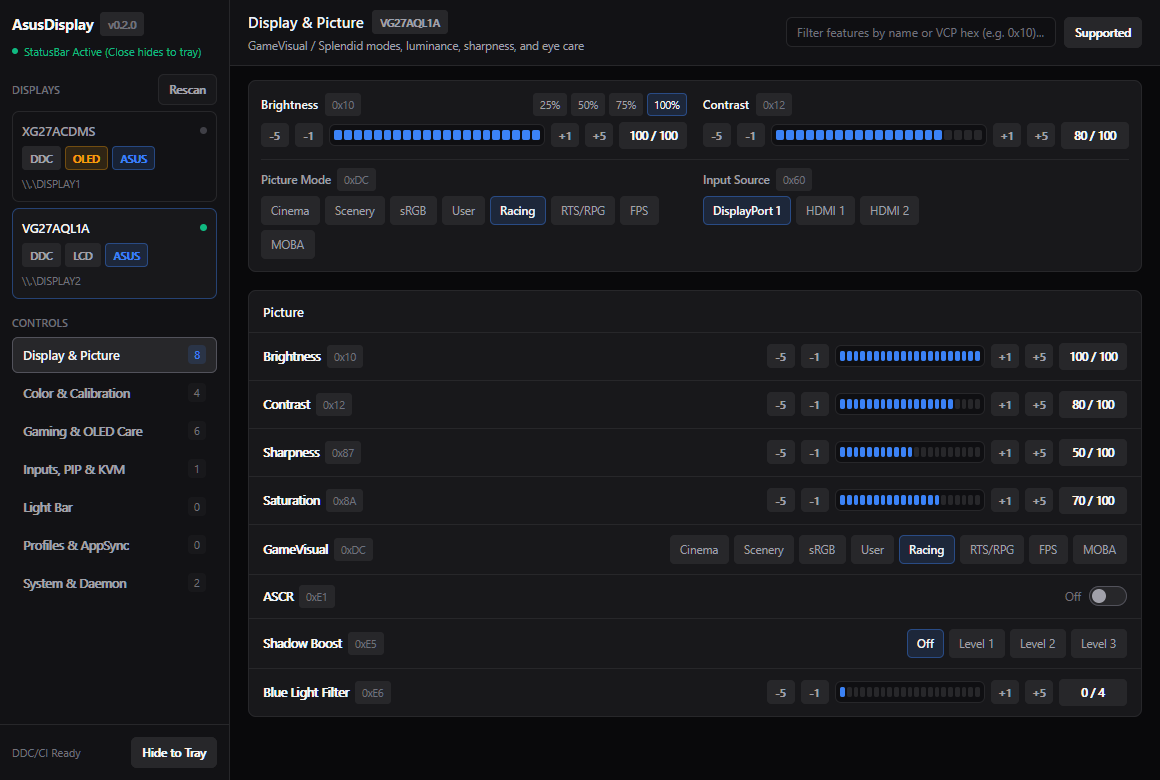 AsusDisplay v0.2.0
StatusBar Active (Close hides to tray)
DISPLAYS Rescan
XG27ACDMS
DDC OLED ASUS
\\.\DISPLAY1
VG27AQL1A
DDC LCD ASUS
\\.\DISPLAY2
CONTROLS
Display & Picture 8
Color & Calibration 4
Gaming & OLED Care 6
Inputs, PIP & KVM 1
Light Bar 0
Profiles & AppSync 0
System & Daemon 2
DDC/CI Ready Hide to Tray
Display & Picture VG27AQL1A
GameVisual / Splendid modes, luminance, sharpness, and eye care
Filter features by name or VCP hex (e.g. 0x10)... Supported
Brightness 0x10 25% 50% 75% 100%
-5 -1 +1 +5 100 / 100
Contrast 0x12
-5 -1 +1 +5 80 / 100
Picture Mode 0xDC
Cinema Scenery sRGB User Racing RTS/RPG FPS
MOBA
Input Source 0x60
DisplayPort 1 HDMI 1 HDMI 2
Picture
Brightness 0x10 -5 -1 +1 +5 100 / 100
Contrast 0x12 -5 -1 +1 +5 80 / 100
Sharpness 0x87 -5 -1 +1 +5 50 / 100
Saturation 0x8A -5 -1 +1 +5 70 / 100
GameVisual 0xDC Cinema Scenery sRGB User Racing RTS/RPG FPS MOBA
ASCR 0xE1 Off
Shadow Boost 0xE5 Off Level 1 Level 2 Level 3
Blue Light Filter 0xE6 -5 -1 +1 +5 0 / 4